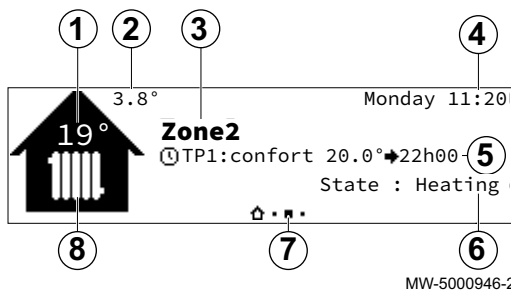 1 2 3 4
3.8° Monday 11:20
19° Zone2
TP1:confort 20.0°➔22h00 5
State : Heating
8 7 6
MW-5000946-2